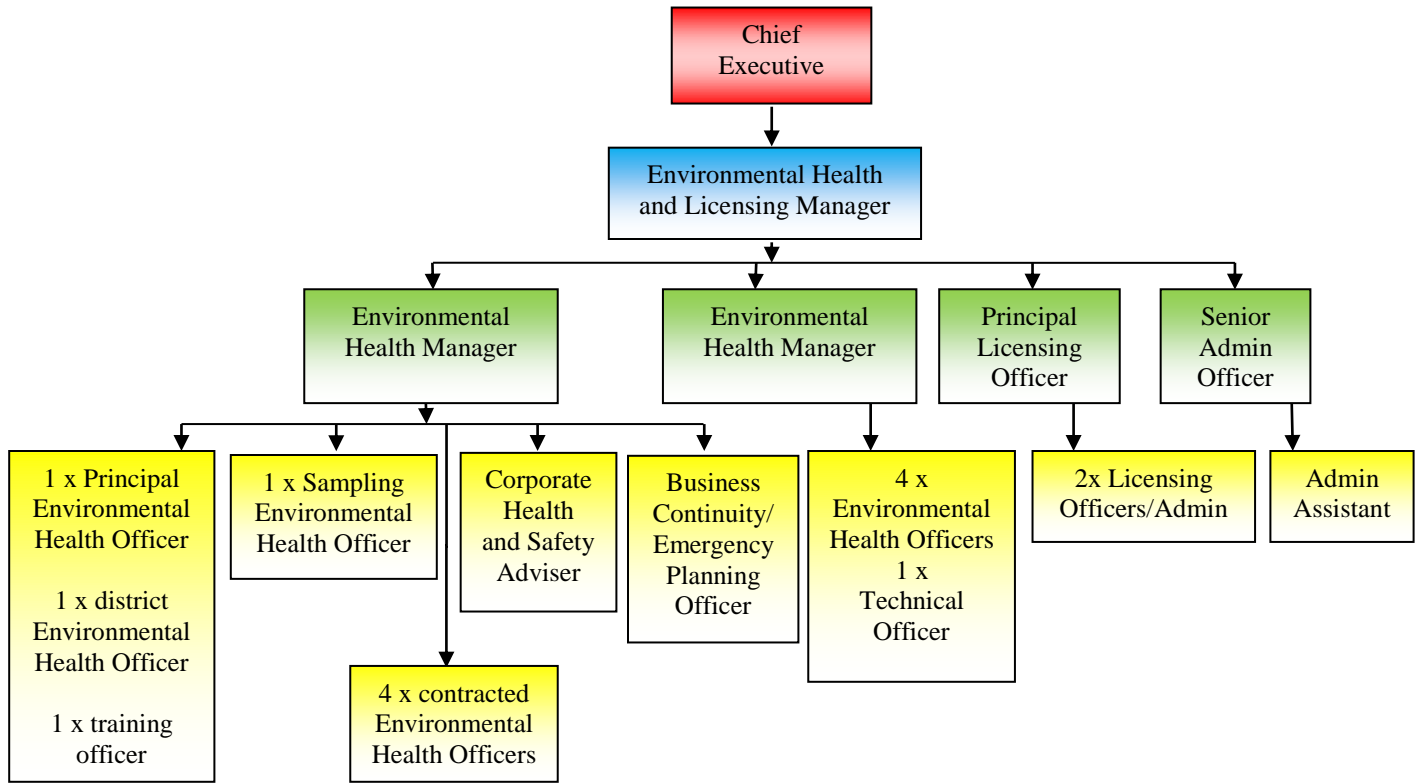 Chief
Executive
Environmental Health
and Licensing Manager
Environmental
Health Manager
Environmental
Health Manager
Principal
Licensing
Officer
Senior
Admin
Officer
1 x Principal
Environmental
Health Officer
1 x district
Environmental
Health Officer
1 x training
officer
1 x Sampling
Environmental
Health Officer
4 x contracted
Environmental
Health Officers
Corporate
Health
and Safety
Adviser
Business
Continuity/
Emergency
Planning
Officer
4 x
Environmental
Health Officers
1 x
Technical
Officer
2x Licensing
Officers/Admin
Admin
Assistant